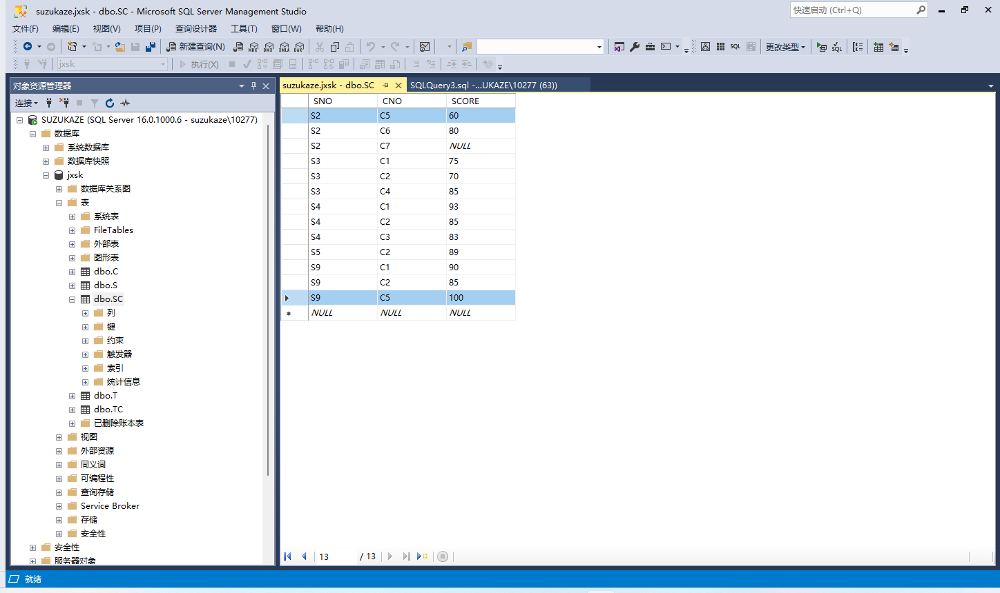 suzukaze.jxsk - dbo.SC - Microsoft SQL Server Management Studio
快速启动 (Ctrl+Q)
文件(F) 编辑(E) 视图(V) 项目(P) 查询设计器 工具(T) 窗口(W) 帮助(H)
新建查询(N) MDX DMX XMLA DAX SQL 更改类型 SQL
jxsk 执行(X)
对象资源管理器
连接
SUZUKAZE (SQL Server 16.0.1000.6 - suzukaze\10277)
数据库
系统数据库
数据库快照
jxsk
数据库关系图
表
系统表
FileTables
外部表
图形表
dbo.C
dbo.S
dbo.SC
列
键
约束
触发器
索引
统计信息
dbo.T
dbo.TC
已删除账本表
视图
外部资源
同义词
可编程性
查询存储
Service Broker
存储
安全性
安全性
服务器对象
suzukaze.jxsk - dbo.SC SQLQuery3.sql -...UKAZE\10277 (63))
SNO CNO SCORE
S2 C5 60
S2 C6 80
S2 C7 NULL
S3 C1 75
S3 C2 70
S3 C4 85
S4 C1 93
S4 C2 85
S4 C3 83
S5 C2 89
S9 C1 90
S9 C2 85
S9 C5 100
NULL NULL NULL
13 / 13
就绪